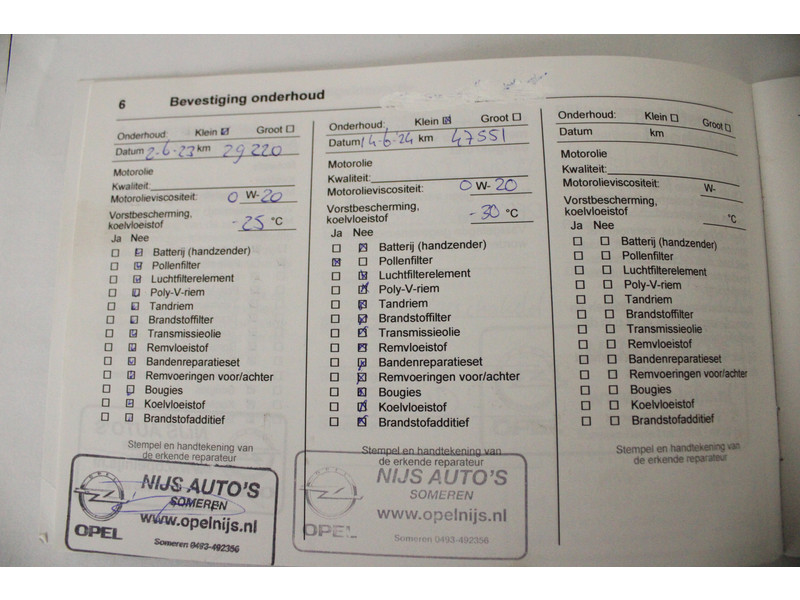 6 Bevestiging onderhoud
Onderhoud: Klein ☒ Groot ☐
Datum 2-6-23 km 29220
Motorolie
Kwaliteit:
Motorolieviscositeit: 0 W-20
Vorstbescherming,
koelvloeistof -25 °C
Ja Nee
☐ ☒ Batterij (handzender)
☐ ☒ Pollenfilter
☐ ☒ Luchtfilterelement
☐ ☒ Poly-V-riem
☐ ☒ Tandriem
☐ ☒ Brandstoffilter
☐ ☒ Transmissieolie
☐ ☒ Remvloeistof
☐ ☒ Bandenreparatieset
☐ ☒ Remvoeringen voor/achter
☐ ☒ Bougies
☐ ☒ Koelvloeistof
☐ ☒ Brandstofadditief
Stempel en handtekening van
de erkende reparateur
NIJS AUTO'S
SOMEREN
www.opelnijs.nl
OPEL
Someren 0493-492356
Onderhoud: Klein ☒ Groot ☐
Datum 14-6-24 km 47551
Motorolie
Kwaliteit:
Motorolieviscositeit: 0 W-20
Vorstbescherming,
koelvloeistof -30 °C
Ja Nee
☐ ☒ Batterij (handzender)
☒ ☐ Pollenfilter
☐ ☒ Luchtfilterelement
☐ ☒ Poly-V-riem
☐ ☒ Tandriem
☐ ☒ Brandstoffilter
☐ ☒ Transmissieolie
☐ ☒ Remvloeistof
☐ ☒ Bandenreparatieset
☐ ☒ Remvoeringen voor/achter
☐ ☒ Bougies
☐ ☒ Koelvloeistof
☐ ☒ Brandstofadditief
Stempel en handtekening van
de erkende reparateur
NIJS AUTO'S
SOMEREN
www.opelnijs.nl
OPEL
Someren 0493-492356
Onderhoud: Klein ☐ Groot ☐
Datum km
Motorolie
Kwaliteit:
Motorolieviscositeit: W-
Vorstbescherming,
koelvloeistof °C
Ja Nee
☐ ☐ Batterij (handzender)
☐ ☐ Pollenfilter
☐ ☐ Luchtfilterelement
☐ ☐ Poly-V-riem
☐ ☐ Tandriem
☐ ☐ Brandstoffilter
☐ ☐ Transmissieolie
☐ ☐ Remvloeistof
☐ ☐ Bandenreparatieset
☐ ☐ Remvoeringen voor/achter
☐ ☐ Bougies
☐ ☐ Koelvloeistof
☐ ☐ Brandstofadditief
Stempel en handtekening van
de erkende reparateur